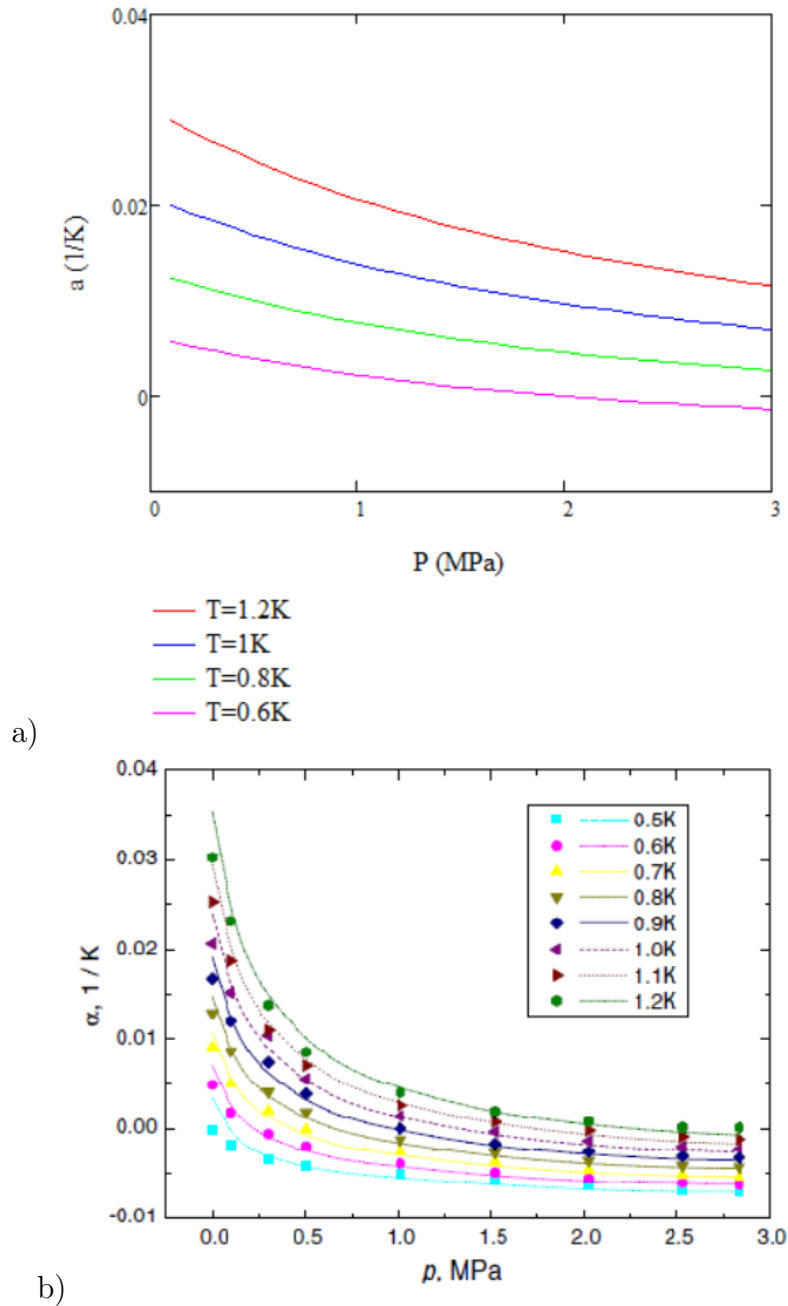 0.04
0.02
0
a (1/K)
0 1 2 3
P (MPa)
T=1.2K
T=1K
T=0.8K
T=0.6K
a)
0.04
0.03
0.02
0.01
0.00
-0.01
α, 1 / K
0.5K
0.6K
0.7K
0.8K
0.9K
1.0K
1.1K
1.2K
0.0 0.5 1.0 1.5 2.0 2.5 3.0
p, MPa
b)